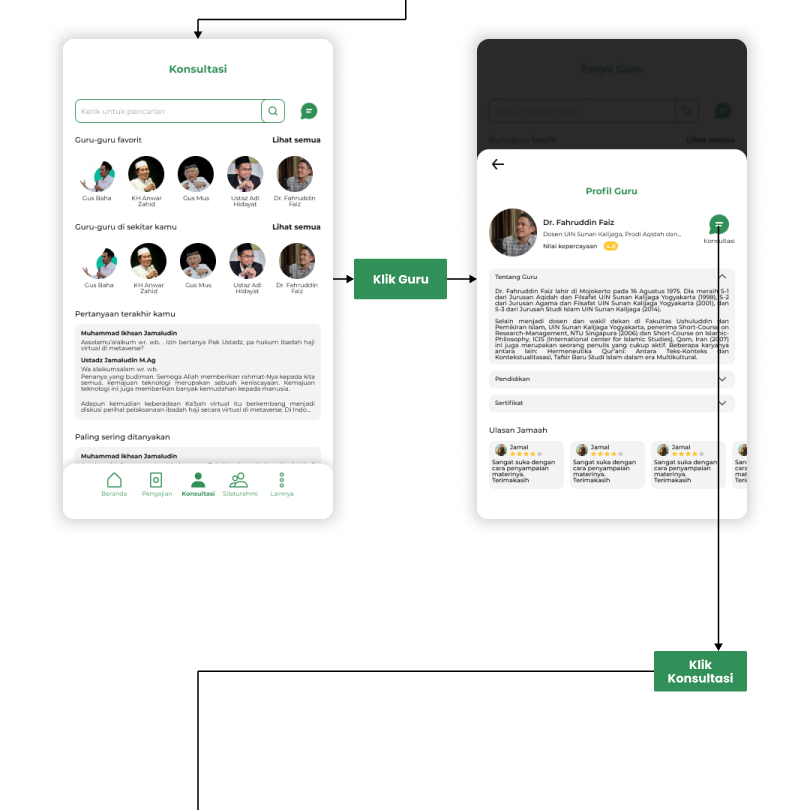 Konsultasi
Ketik untuk pencarian
Guru-guru favorit
Lihat semua
Gus Baha
KH Anwar Zahid
Gus Mus
Ustaz Adi Hidayat
Dr. Fahruddin Faiz
Guru-guru di sekitar kamu
Lihat semua
Gus Baha
KH Anwar Zahid
Gus Mus
Ustaz Adi Hidayat
Dr. Fahruddin Faiz
Pertanyaan terakhir kamu
Muhammad Ikhsan Jamaludin
Assalamu'alaikum wr. wb. . Izin bertanya Pak Ustadz, pa hukum ibadah haji
virtual di metaverse?
Ustadz Jamaludin M.Ag
Wa alaikumsalam wr. wb.
Penanya yang budiman. Semoga Allah memberikan rahmat-Nya kepada kita
semua. kemajuan teknologi merupakan sebuah keniscayaan. Kemajuan
teknologi ini juga memberikan banyak kemudahan kepada manusia.
Adapun kemudian keberadaan Ka'bah virtual itu berkembang menjadi
diskusi perihal pelaksanaan ibadah haji secara virtual di metaverse. Di Indo...
Paling sering ditanyakan
Muhammad Ikhsan Jamaludin
Beranda
Pengajian
Konsultasi
Silaturahmi
Lainnya
Klik Guru
Tanya Guru
Guru-guru favorit
Lihat semua
Profil Guru
Dr. Fahruddin Faiz
Dosen UIN Sunan Kalijaga, Prodi Aqidah dan...
Nilai kepercayaan 4.8
Konsultasi
Tentang Guru
Dr. Fahruddin Faiz lahir di Mojokerto pada 16 Agustus 1975. Dia meraih S-1
dari Jurusan Aqidah dan Filsafat UIN Sunan Kalijaga Yogyakarta (1998), S-2
dari Jurusan Agama dan Filsafat UIN Sunan Kalijaga Yogyakarta (2001), dan
S-3 dari Jurusan Studi Islam UIN Sunan Kalijaga (2014).
Selain menjadi dosen dan wakil dekan di Fakultas Ushuluddin dan
Pemikiran Islam, UIN Sunan Kalijaga Yogyakarta, penerima Short-Course on
Research-Management, NTU Singapura (2006) dan Short-Course on Islamic-
Philosophy, ICIS (International center for Islamic Studies), Qom, Iran (2007)
ini juga merupakan seorang penulis yang cukup aktif. Beberapa karyanya
antara lain: Hermeneutika Qur'ani: Antara Teks-Konteks dan
Kontekstualitasasi, Tafsir Baru Studi Islam dalam era Multikultural.
Pendidikan
Sertifikat
Ulasan Jamaah
Jamal
Sangat suka dengan
cara penyampaian
materinya.
Terimakasih
Jamal
Sangat suka dengan
cara penyampaian
materinya.
Terimakasih
Jamal
Sangat suka dengan
cara penyampaian
materinya.
Terimakasih
Klik
Konsultasi